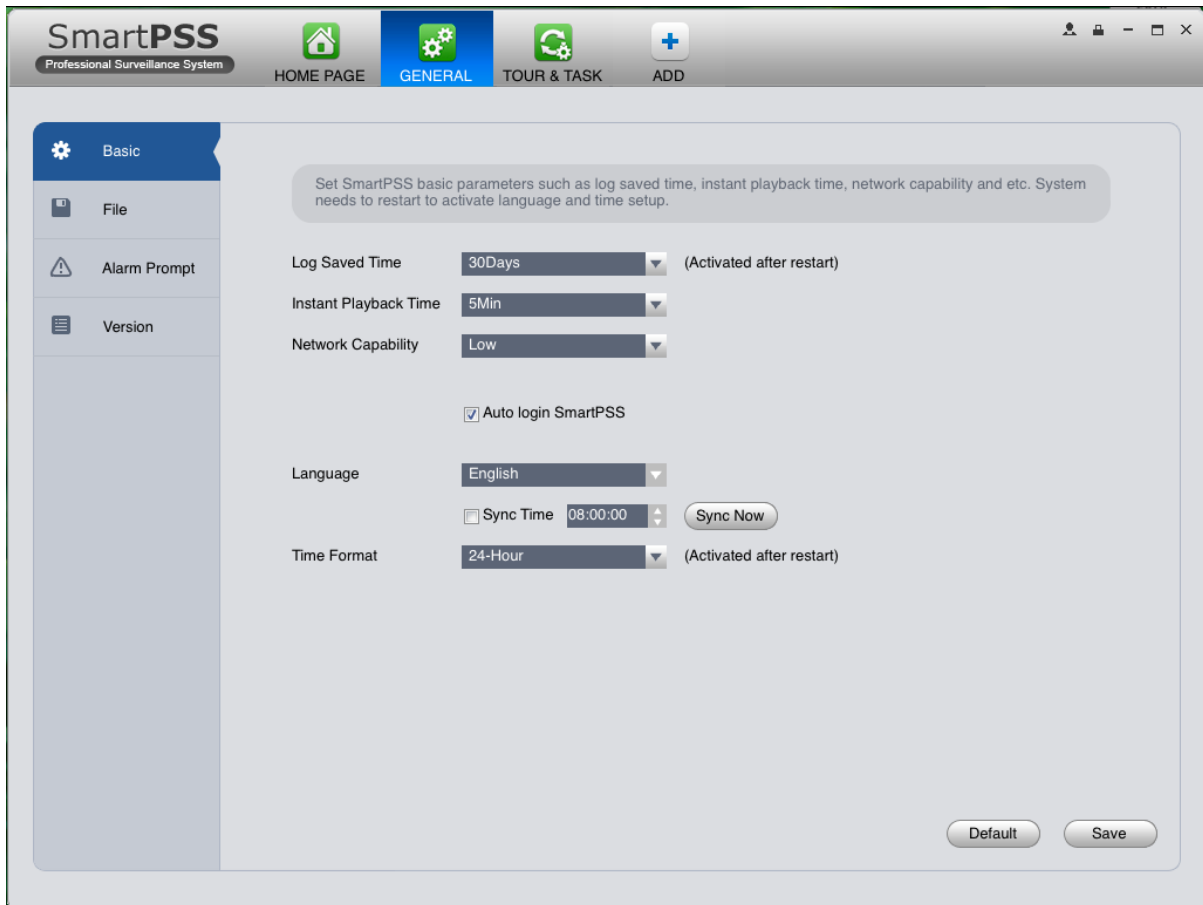 SmartPSS
Professional Surveillance System
HOME PAGE
GENERAL
TOUR & TASK
ADD
Basic
File
Alarm Prompt
Version
Set SmartPSS basic parameters such as log saved time, instant playback time, network capability and etc. System
needs to restart to activate language and time setup.
Log Saved Time 30Days (Activated after restart)
Instant Playback Time 5Min
Network Capability Low
Auto login SmartPSS
Language English
Sync Time 08:00:00 Sync Now
Time Format 24-Hour (Activated after restart)
Default Save